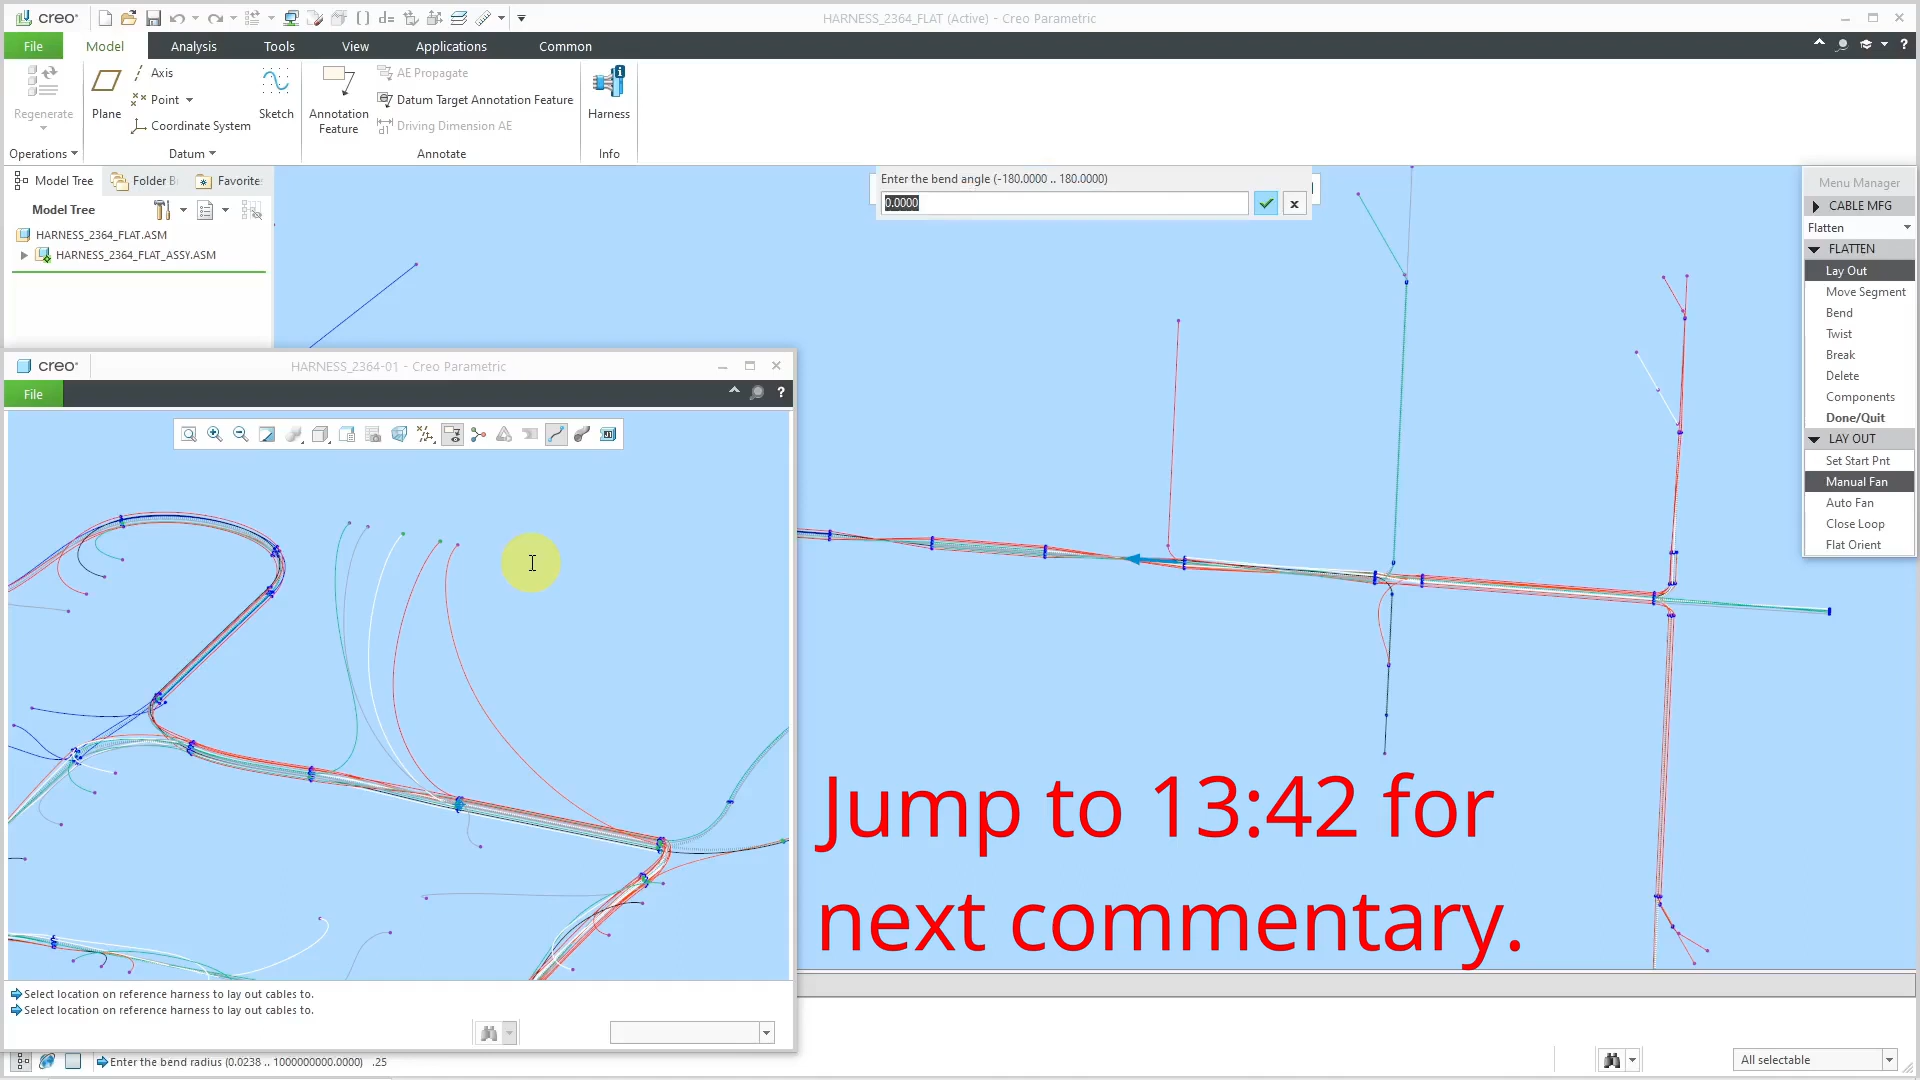 creo
HARNESS_2364_FLAT (Active) - Creo Parametric
File
Model
Analysis
Tools
View
Applications
Common
Regenerate
Operations
Plane
Axis
Point
Coordinate System
Sketch
Datum
Annotation
Feature
AE Propagate
Datum Target Annotation Feature
Driving Dimension AE
Annotate
Harness
Info
Model Tree
Folder B
Favorite
Model Tree
HARNESS_2364_FLAT.ASM
HARNESS_2364_FLAT_ASSY.ASM
Enter the bend angle (-180.0000 .. 180.0000)
0.0000
Menu Manager
CABLE MFG
Flatten
FLATTEN
Lay Out
Move Segment
Bend
Twist
Break
Delete
Components
Done/Quit
LAY OUT
Set Start Pnt
Manual Fan
Auto Fan
Close Loop
Flat Orient
creo
HARNESS_2364-01 - Creo Parametric
File
Jump to 13:42 for
next commentary.
Select location on reference harness to lay out cables to.
Select location on reference harness to lay out cables to.
Enter the bend radius (0.0238 .. 1000000000.0000) .25
All selectable